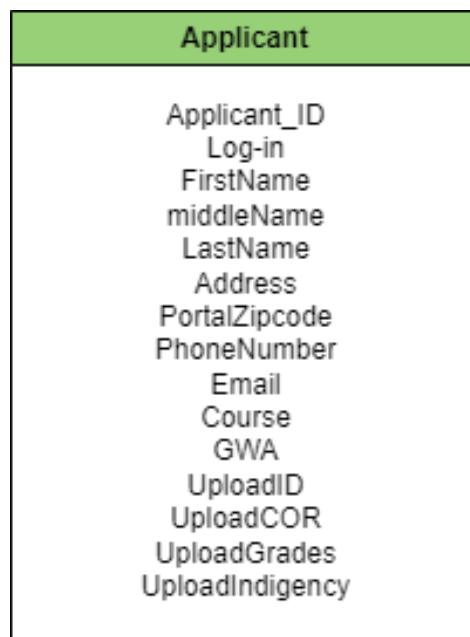 Applicant
Applicant_ID
Log-in
FirstName
middleName
LastName
Address
PortalZipcode
PhoneNumber
Email
Course
GWA
UploadID
UploadCOR
UploadGrades
UploadIndigency